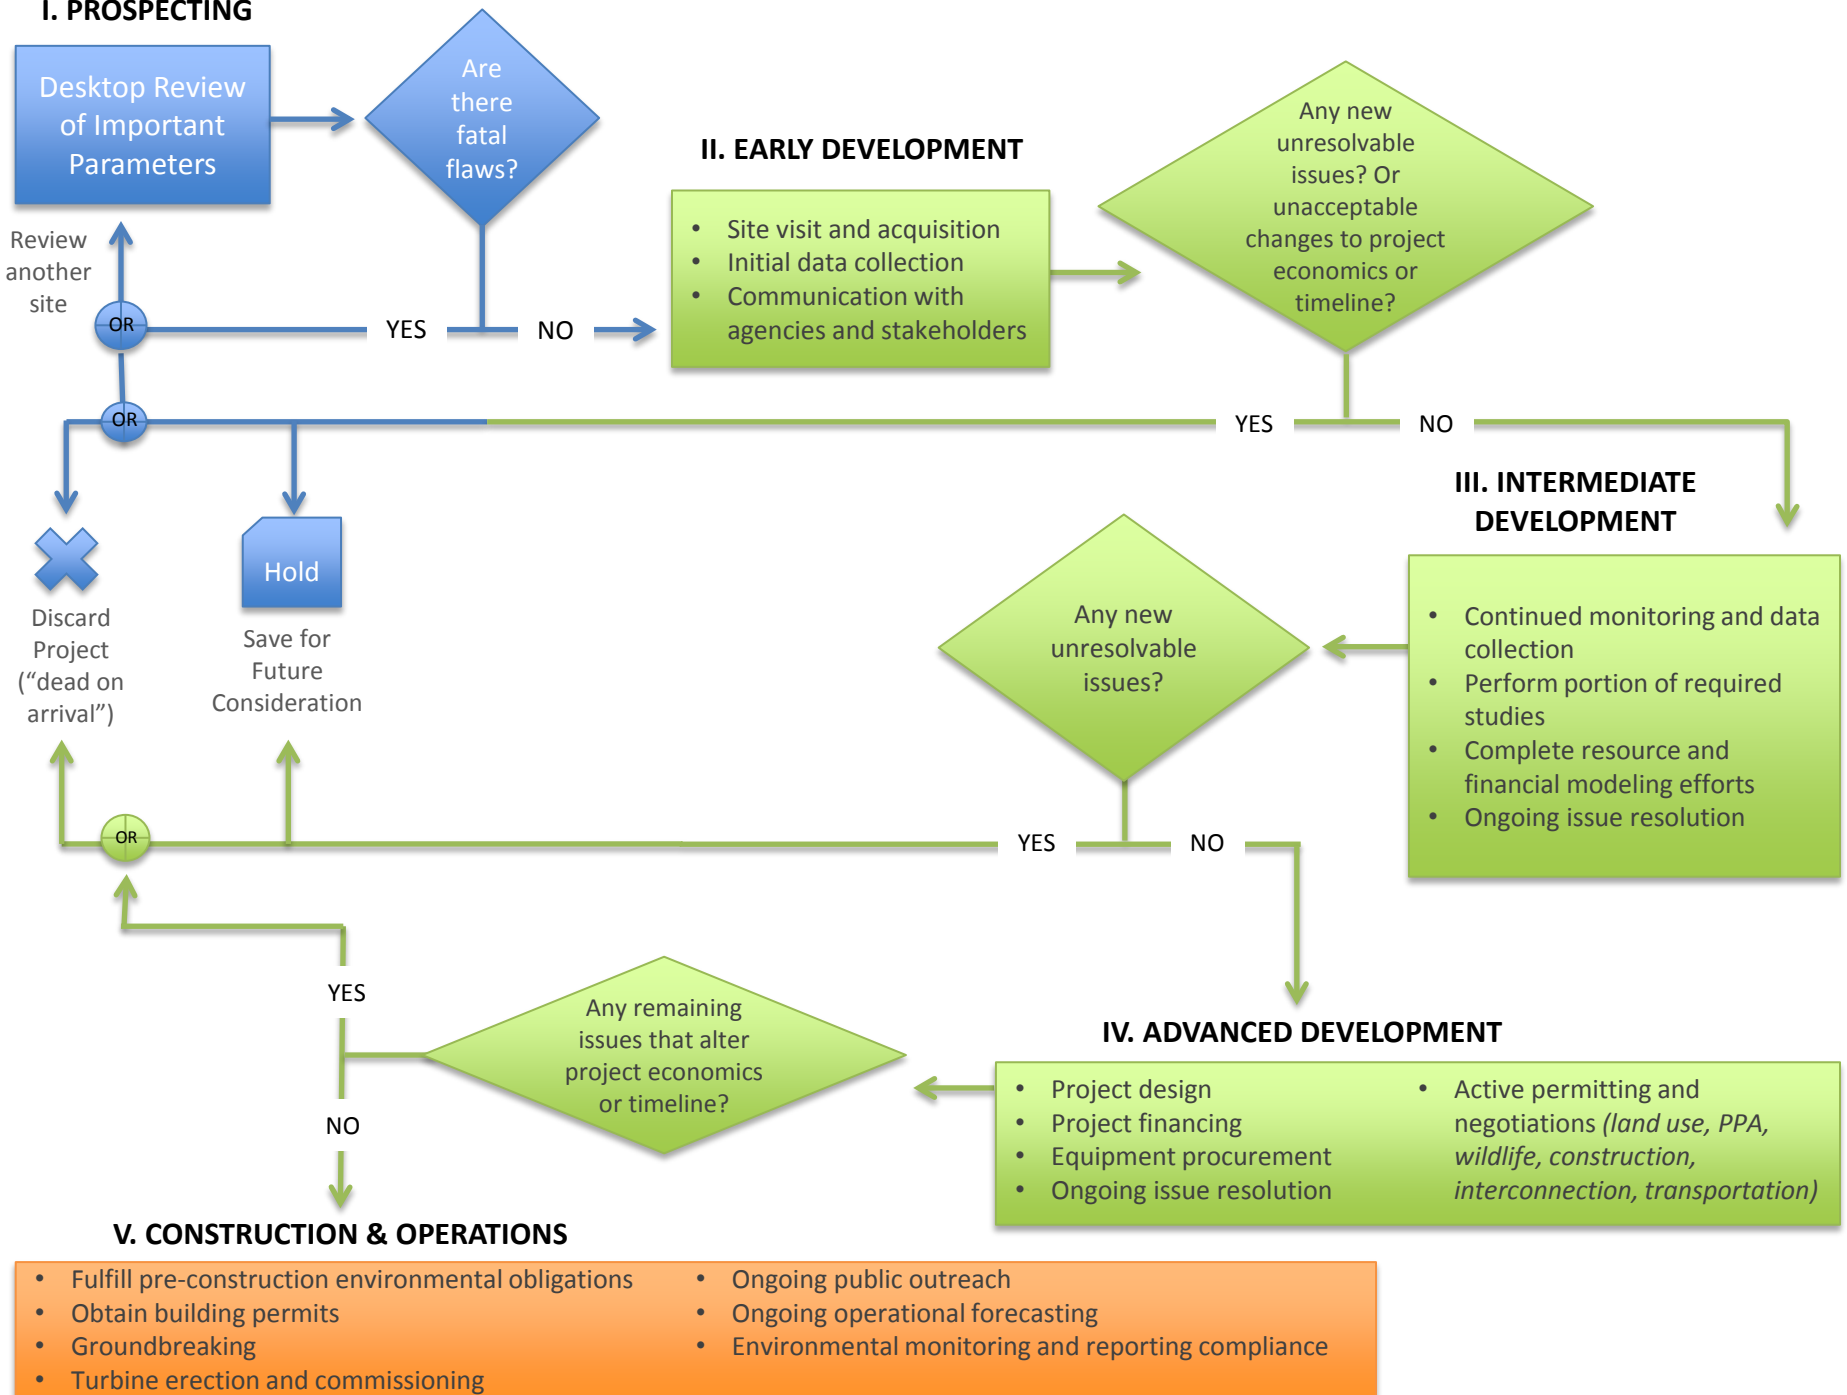 I. PROSPECTING
Desktop Review
of Important
Parameters
Are
there
fatal
flaws?
Review
another
site
OR
YES
NO
II. EARLY DEVELOPMENT
• Site visit and acquisition
• Initial data collection
• Communication with
agencies and stakeholders
Any new
unresolvable
issues? Or
unacceptable
changes to project
economics or
timeline?
OR
YES
NO
Discard
Project
(“dead on
arrival”)
Hold
Save for
Future
Consideration
III. INTERMEDIATE
DEVELOPMENT
• Continued monitoring and data
collection
• Perform portion of required
studies
• Complete resource and
financial modeling efforts
• Ongoing issue resolution
Any new
unresolvable
issues?
OR
YES
NO
IV. ADVANCED DEVELOPMENT
• Project design
• Project financing
• Equipment procurement
• Ongoing issue resolution
• Active permitting and
negotiations (land use, PPA,
wildlife, construction,
interconnection, transportation)
Any remaining
issues that alter
project economics
or timeline?
YES
NO
V. CONSTRUCTION & OPERATIONS
• Fulfill pre-construction environmental obligations
• Obtain building permits
• Groundbreaking
• Turbine erection and commissioning
• Ongoing public outreach
• Ongoing operational forecasting
• Environmental monitoring and reporting compliance